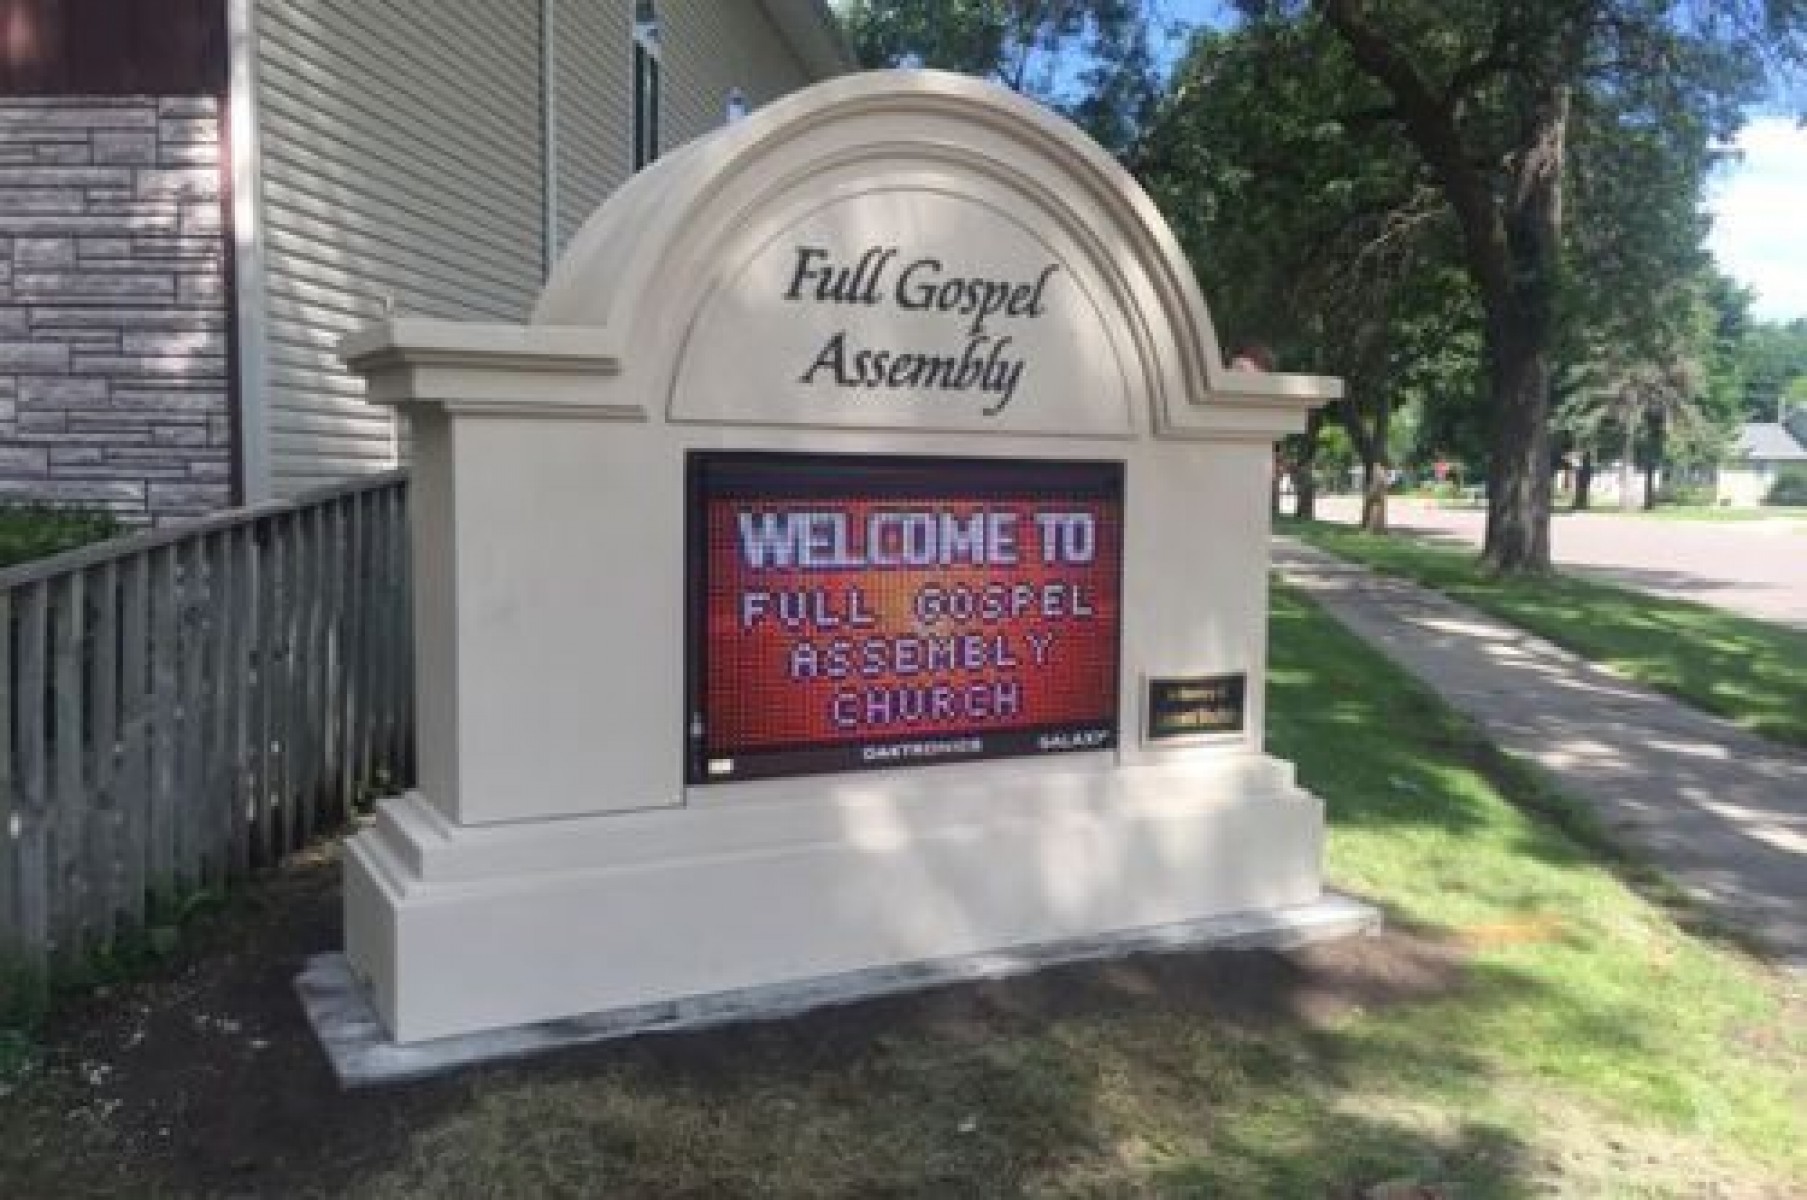 Full Gospel
Assembly
WELCOME TO
FULL GOSPEL
ASSEMBLY
CHURCH
DAKTRONICS GALAXY